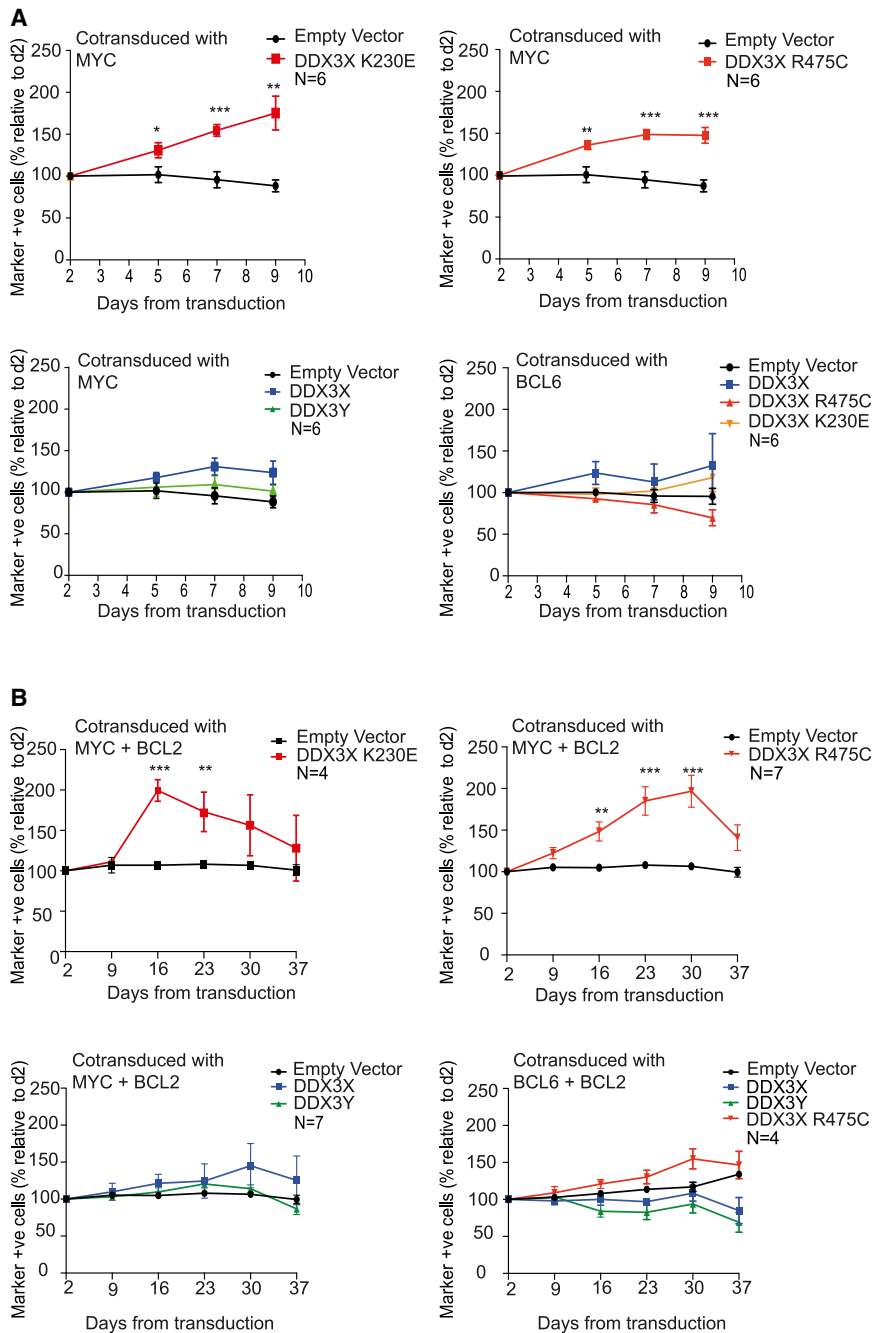 A
Cotransduced with
MYC
Empty Vector
DDX3X K230E
N=6
* *** **
Marker +ve cells (% relative to d2)
250
200
150
100
50
0
2 3 4 5 6 7 8 9 10
Days from transduction
Cotransduced with
MYC
Empty Vector
DDX3X R475C
N=6
** *** ***
Marker +ve cells (% relative to d2)
250
200
150
100
50
0
2 3 4 5 6 7 8 9 10
Days from transduction
Cotransduced with
MYC
Empty Vector
DDX3X
DDX3Y
N=6
Marker +ve cells (% relative to d2)
250
200
150
100
50
0
2 3 4 5 6 7 8 9 10
Days from transduction
Cotransduced with
BCL6
Empty Vector
DDX3X
DDX3X R475C
DDX3X K230E
N=6
Marker +ve cells (% relative to d2)
250
200
150
100
50
0
2 3 4 5 6 7 8 9 10
Days from transduction
B
Cotransduced with
MYC + BCL2
Empty Vector
DDX3X K230E
N=4
*** **
Marker +ve cells (% relative to d2)
250
200
150
100
50
0
2 9 16 23 30 37
Days from transduction
Cotransduced with
MYC + BCL2
Empty Vector
DDX3X R475C
N=7
** *** ***
Marker +ve cells (% relative to d2)
250
200
150
100
50
0
2 9 16 23 30 37
Days from transduction
Cotransduced with
MYC + BCL2
Empty Vector
DDX3X
DDX3Y
N=7
Marker +ve cells (% relative to d2)
250
200
150
100
50
0
2 9 16 23 30 37
Days from transduction
Cotransduced with
BCL6 + BCL2
Empty Vector
DDX3X
DDX3Y
DDX3X R475C
N=4
Marker +ve cells (% relative to d2)
250
200
150
100
50
0
2 9 16 23 30 37
Days from transduction